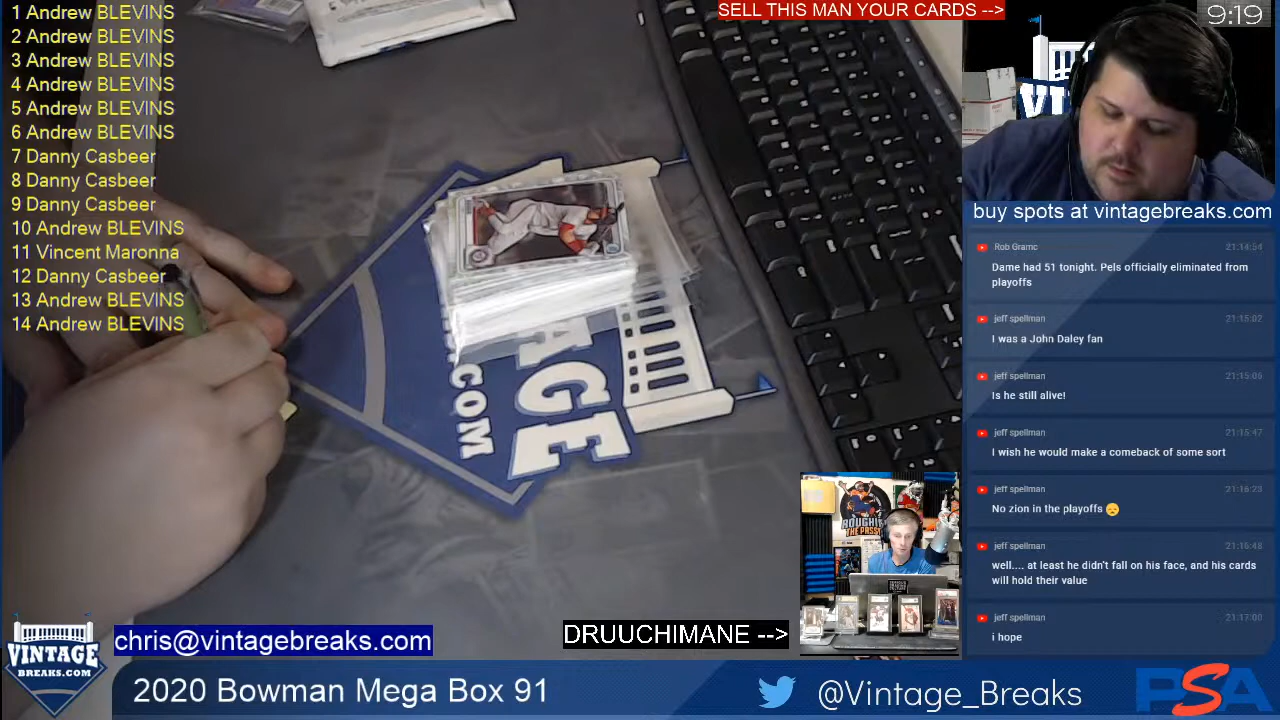 1 Andrew BLEVINS
2 Andrew BLEVINS
3 Andrew BLEVINS
4 Andrew BLEVINS
5 Andrew BLEVINS
6 Andrew BLEVINS
7 Danny Casbeer
8 Danny Casbeer
9 Danny Casbeer
10 Andrew BLEVINS
11 Vincent Maronna
12 Danny Casbeer
13 Andrew BLEVINS
14 Andrew BLEVINS
SELL THIS MAN YOUR CARDS -->
9:19
VI
buy spots at vintagebreaks.com
Rob Gramc 21:14:54
Dame had 51 tonight. Pels officially eliminated from
playoffs
jeff spellman 21:15:02
I was a John Daley fan
jeff spellman 21:15:06
Is he still alive!
jeff spellman 21:15:47
I wish he would make a comeback of some sort
jeff spellman 21:16:23
No zion in the playoffs 😞
jeff spellman 21:16:48
well.... at least he didn't fall on his face, and his cards
will hold their value
jeff spellman 21:17:00
i hope
AGE
.COM
THE PASST
DRUUCHIMANE -->
chris@vintagebreaks.com
VINTAGE
BREAKS.COM
2020 Bowman Mega Box 91
@Vintage_Breaks
PSA